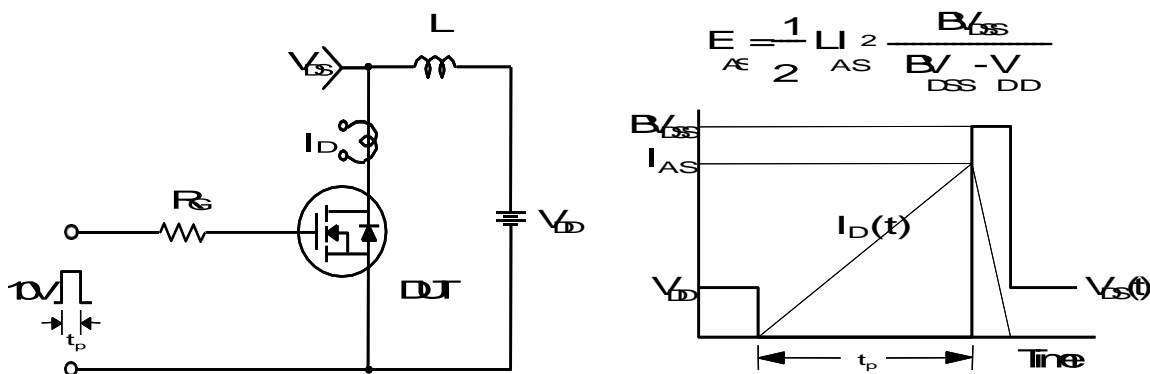 L
V_DS
I_D
R_G
V_DD
10V
t_p
DUT
E_AS = 1/2 L I_AS^2 BV_DSS / (BV_DSS - V_DD)
BV_DSS
I_AS
I_D(t)
V_DD
V_DS(t)
t_p
Time